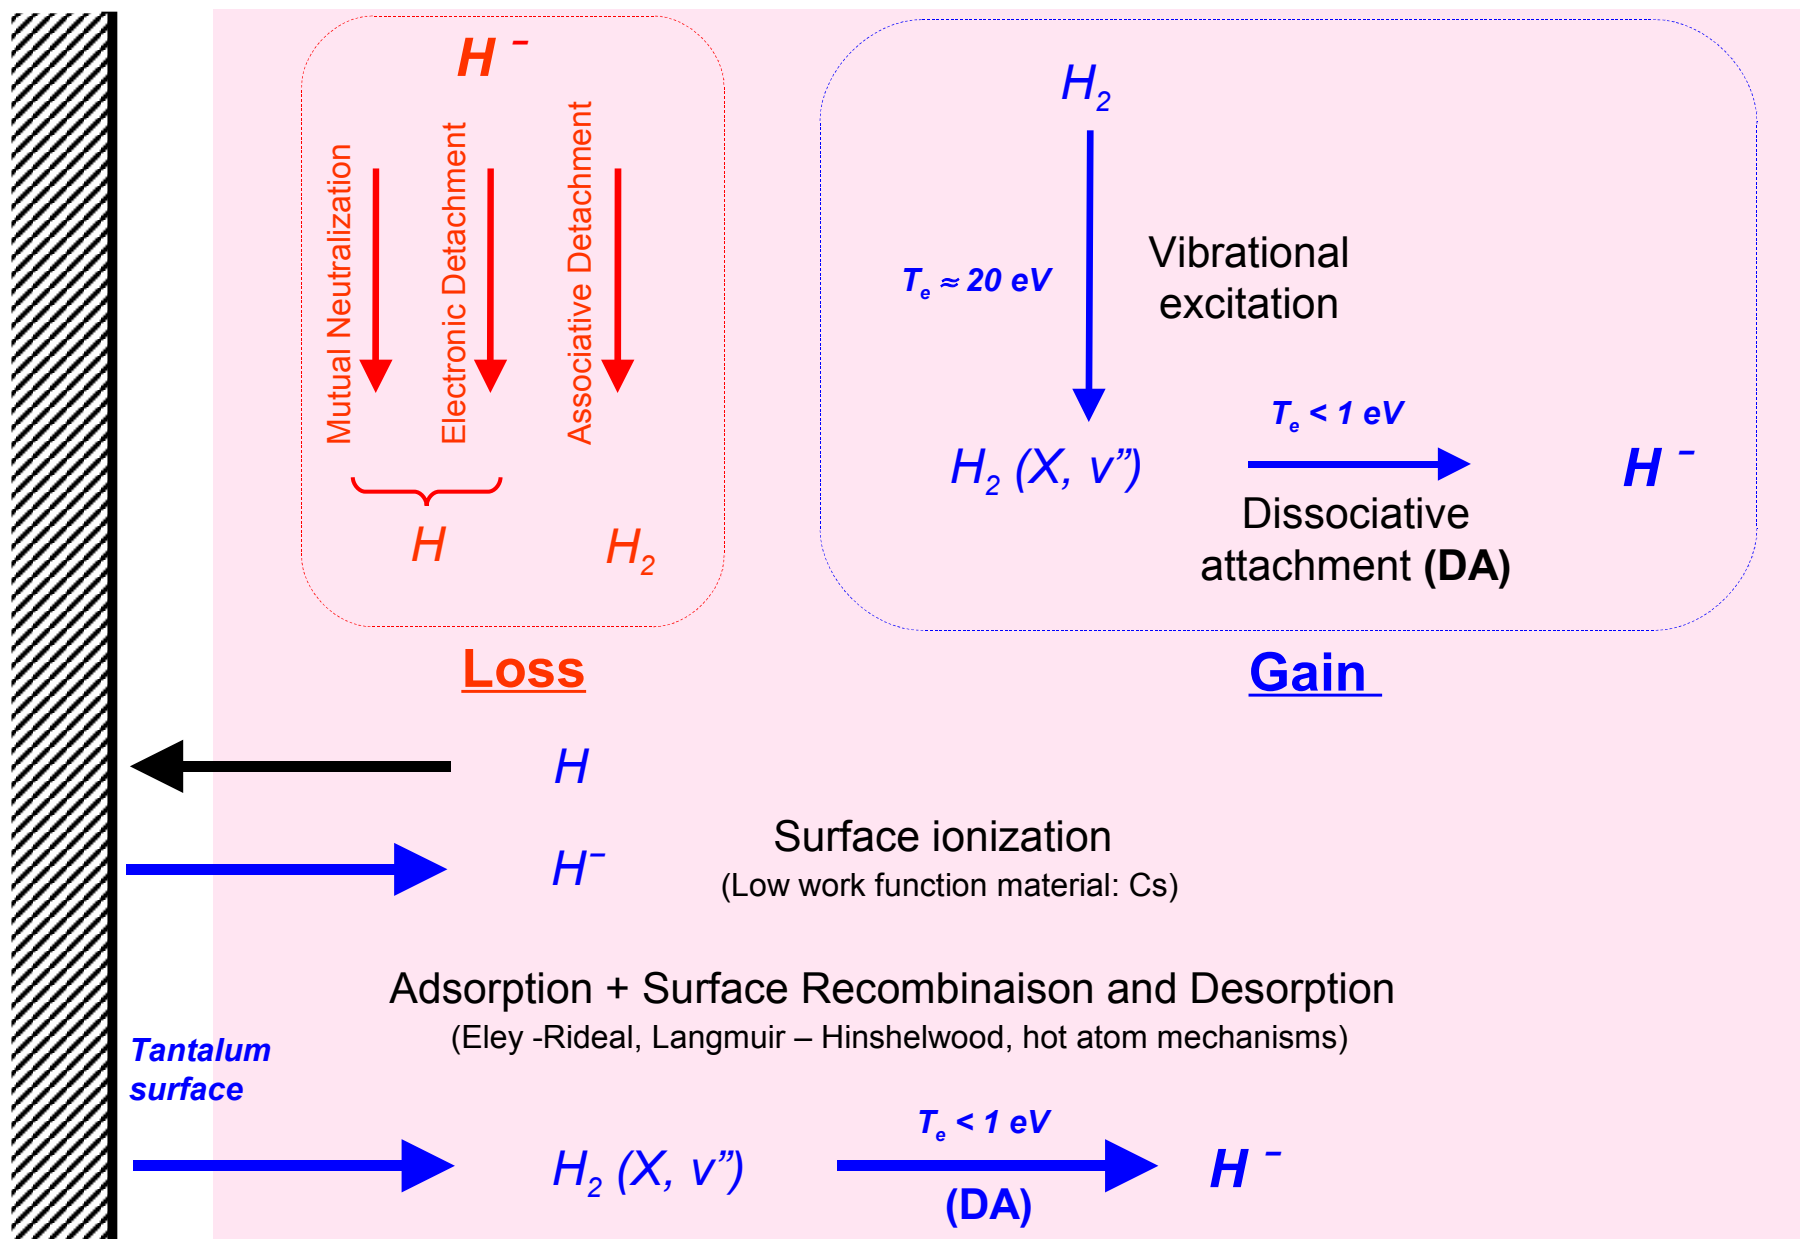 H⁻
Mutual Neutralization
Electronic Detachment
Associative Detachment
H
H₂
Loss
H₂
Tₑ ≈ 20 eV
Vibrational
excitation
H₂ (X, v”)
Tₑ < 1 eV
Dissociative
attachment (DA)
H⁻
Gain
H
H⁻
Surface ionization
(Low work function material: Cs)
Adsorption + Surface Recombinaison and Desorption
(Eley -Rideal, Langmuir – Hinshelwood, hot atom mechanisms)
Tantalum
surface
H₂ (X, v”)
Tₑ < 1 eV
(DA)
H⁻